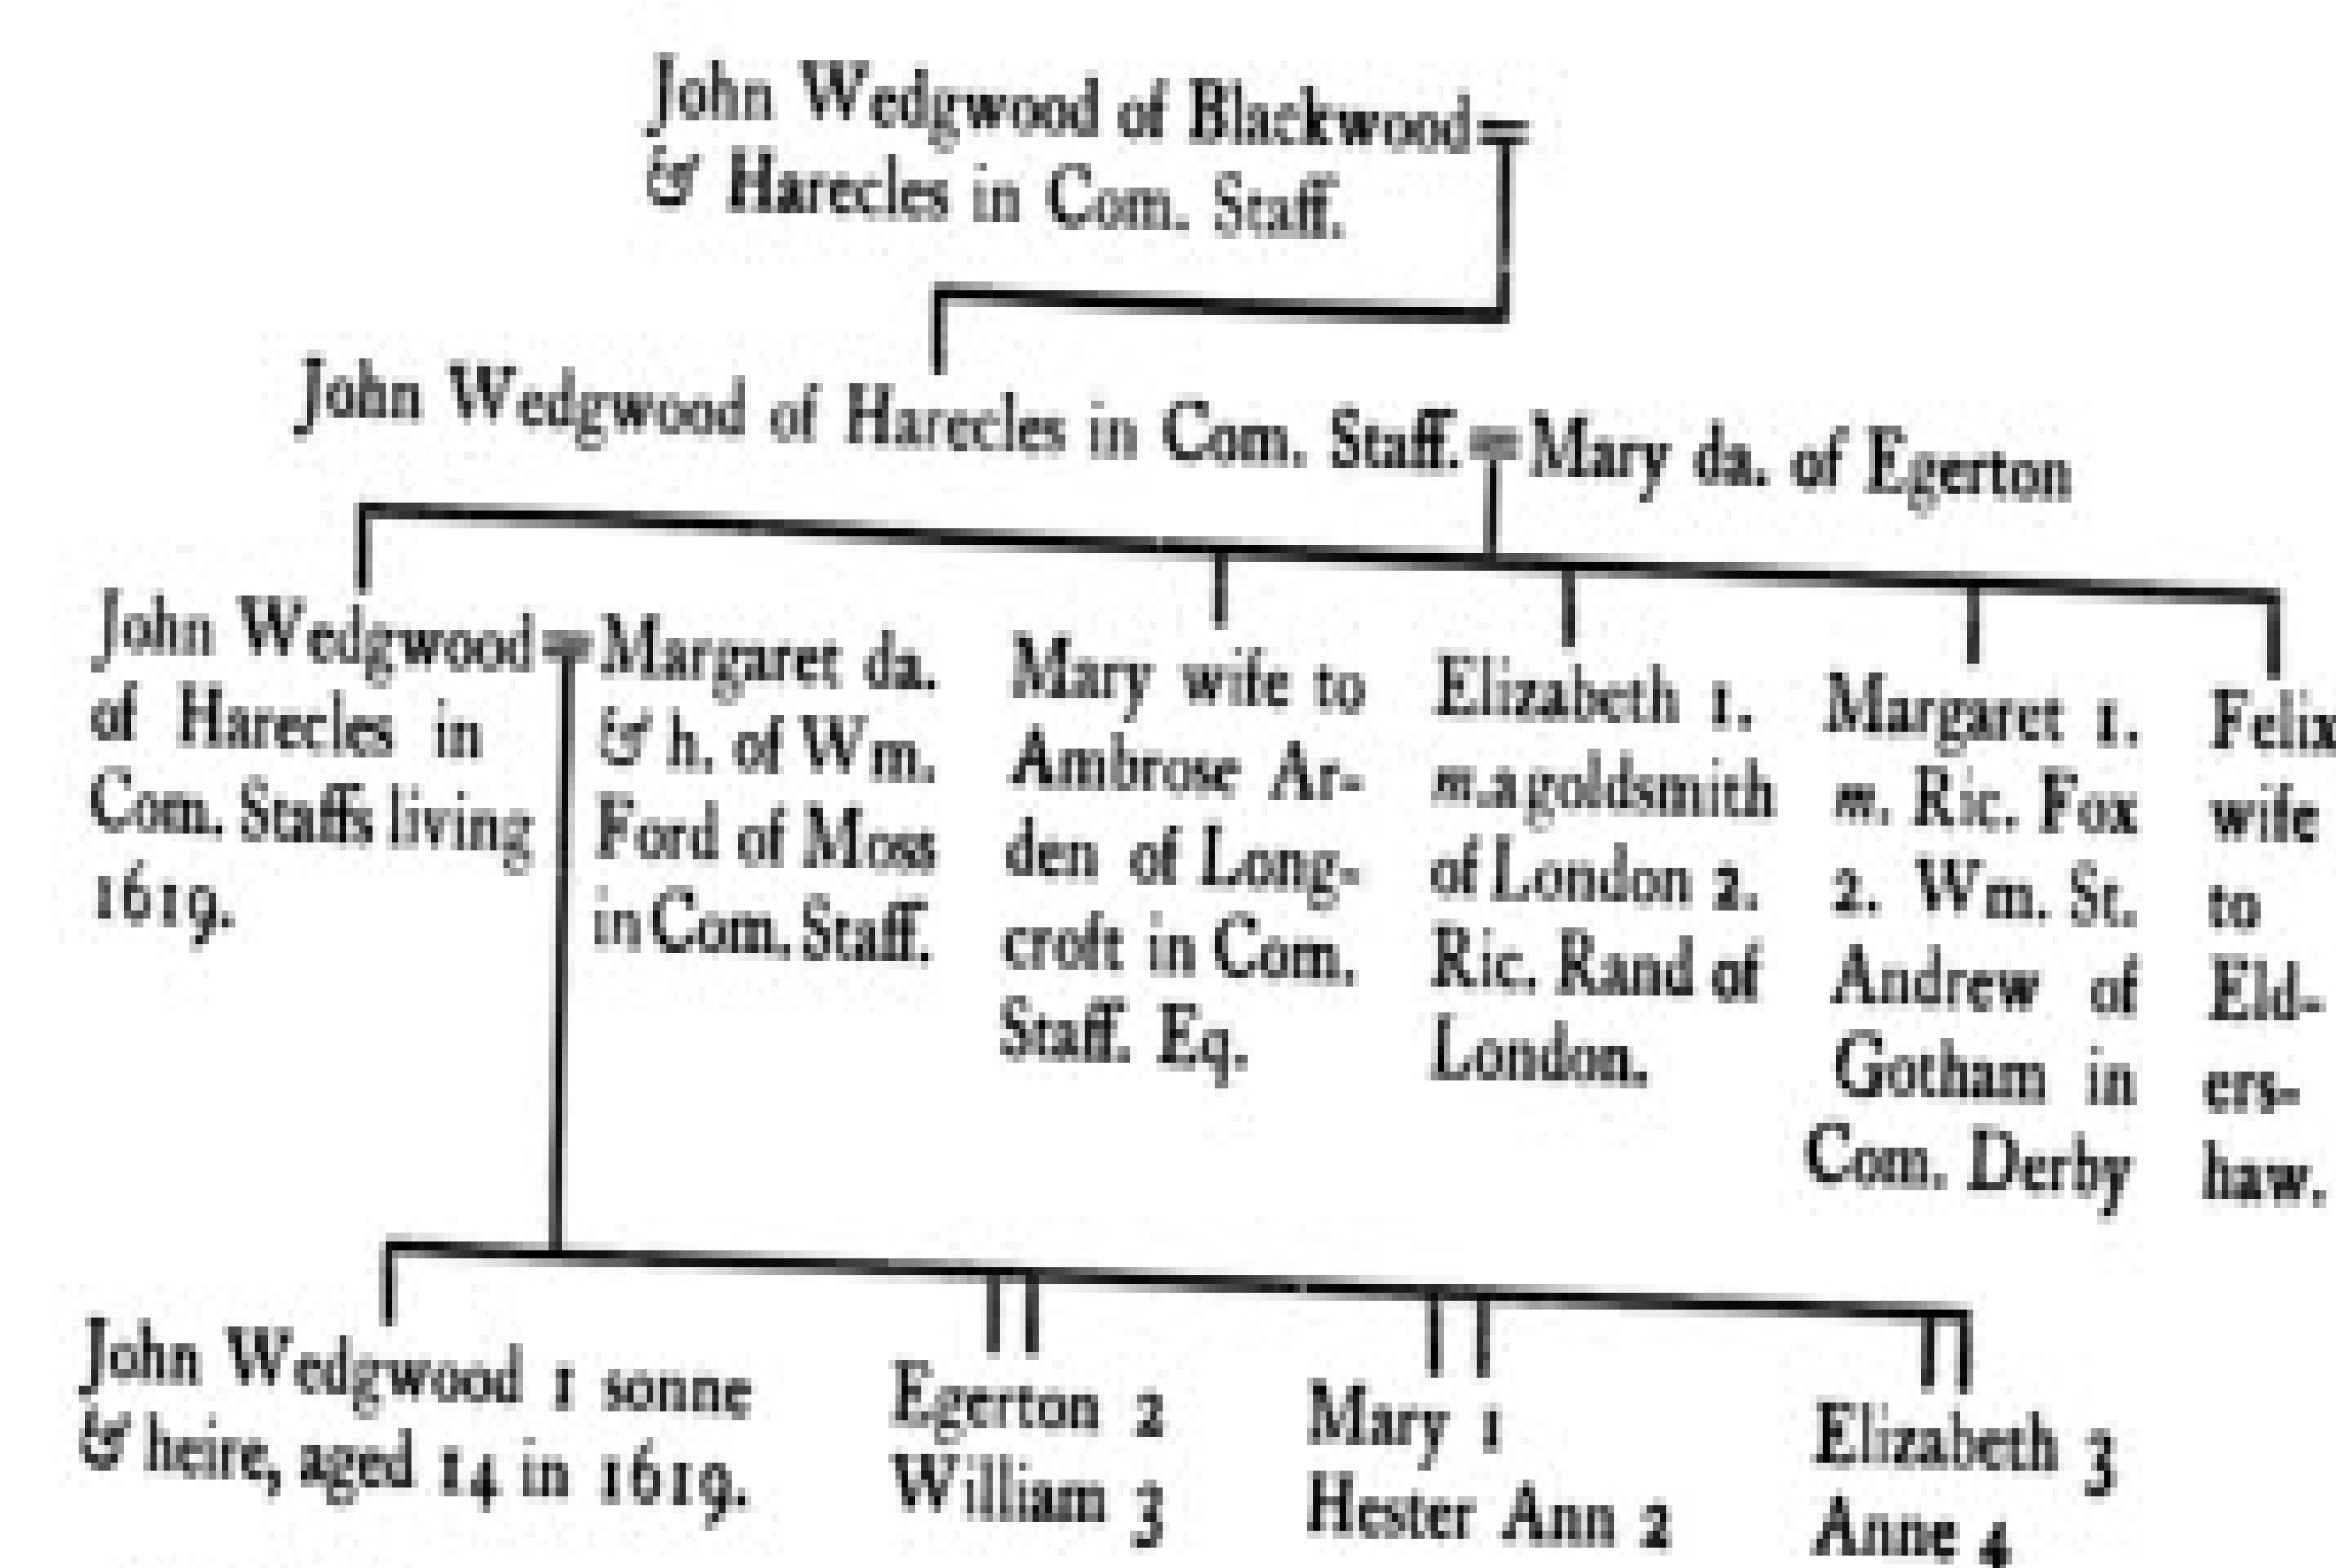 John Wedgwood of Blackwood
& Harecles in Com. Staff.
John Wedgwood of Harecles in Com. Staff. = Mary da. of Egerton
John Wedgwood
of Harecles in
Com. Staffs living
1619.
Margaret da.
& h. of Wm.
Ford of Moss
in Com. Staff.
Mary wife to
Ambrose Ar-
den of Long-
croft in Com.
Staff. Eq.
Elizabeth 1.
m. a goldsmith
of London 2.
Ric. Rand of
London.
Margaret 1.
m. Ric. Fox
2. Wm. St.
Andrew of
Gotham in
Com. Derby
Felix
wife
to
Eld-
ers-
haw.
John Wedgwood 1 sonne
& heire, aged 14 in 1619.
Egerton 2
William 3
Mary 1
Hester Ann 2
Elizabeth 3
Anne 4